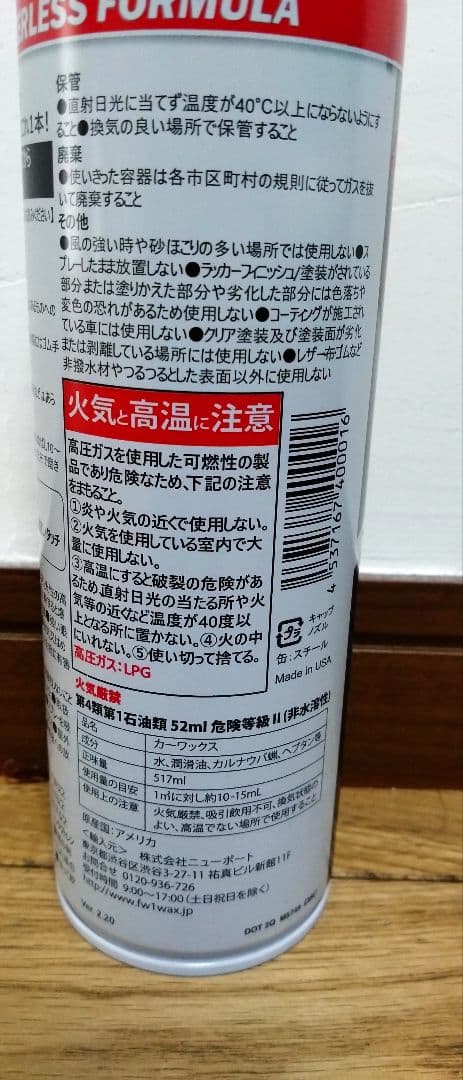 ERLESS FORMULA
保管
●直射日光に当てず温度が40°C以上にならないようにす
ること●換気の良い場所で保管すること
廃棄
●使いきった容器は各市区町村の規則に従ってガスを抜
いて廃棄すること
その他
●風の強い時や砂ぼこりの多い場所では使用しない●ス
プレーしたまま放置しない●ラッカーフィニッシュ/塗装がされている
部分または塗りかえた部分や劣化した部分には色落ちや
変色の恐れがあるため使用しない●コーティングが施工され
ている車には使用しない●クリア塗装及び塗装面が劣化
または剥離している場所には使用しない●レザー布ゴムなど
非撥水材やつるつるとした表面以外に使用しない
火気と高温に注意
高圧ガスを使用した可燃性の製
品であり危険なため、下記の注意
をまもること。
①炎や火気の近くで使用しない。
②火気を使用している室内で大
量に使用しない。
③高温にすると破裂の危険があ
るため直射日光の当たる所や火
気等の近くなど温度が40度以
上となる所に置かない。④火の中
にいれない。⑤使い切って捨てる。
高圧ガス:LPG
4 537167 400016
プラ
キャップ
ノズル
缶:スチール
Made in USA
火気厳禁
第4類第1石油類 52ml 危険等級II(非水溶性)
品名 カーワックス
成分 水、潤滑油、カルナウバ蝋、ヘプタン等
正味量 517ml
使用量の目安 1㎡に対し約10-15mL
使用上の注意 火気厳禁、吸引飲用不可、換気状態の
よい、高温でない場所で使用すること
原産国:アメリカ
<輸入元> 株式会社ニューポート
東京都渋谷区渋谷3-27-11 祐真ビル新館11F
お問合せ 0120-936-726
受付時間 9:00〜17:00(土日祝日を除く)
http://www.fw1wax.jp/
Ver 2.20
DOT 2Q